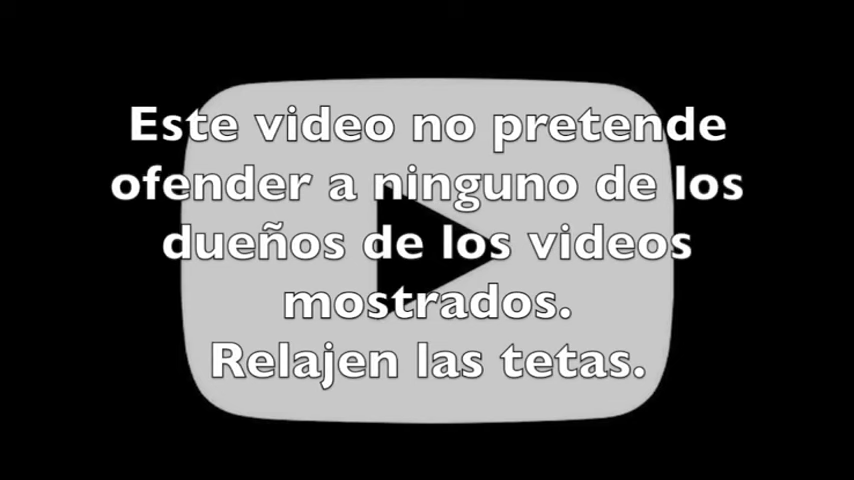 Este video no pretende
ofender a ninguno de los
dueños de los videos
mostrados.
Relajen las tetas.